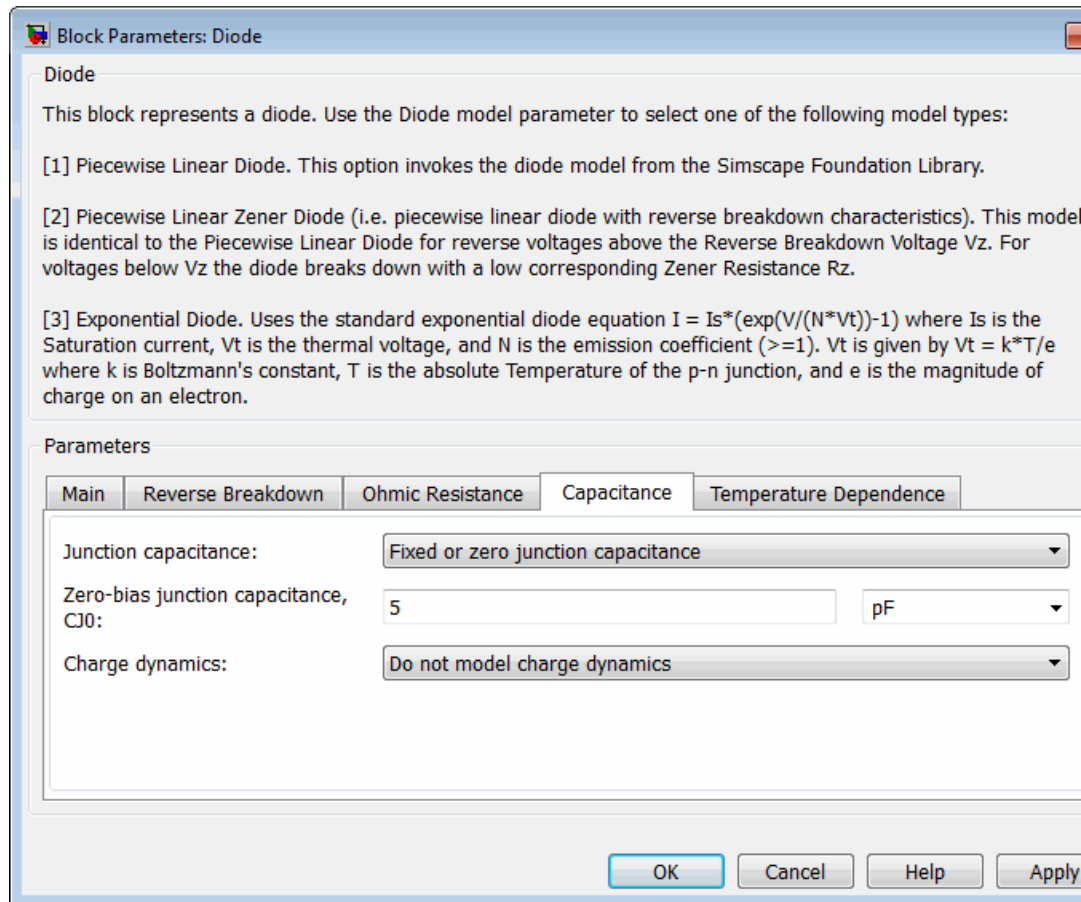 Block Parameters: Diode
Diode
This block represents a diode. Use the Diode model parameter to select one of the following model types:
[1] Piecewise Linear Diode. This option invokes the diode model from the Simscape Foundation Library.
[2] Piecewise Linear Zener Diode (i.e. piecewise linear diode with reverse breakdown characteristics). This model
is identical to the Piecewise Linear Diode for reverse voltages above the Reverse Breakdown Voltage Vz. For
voltages below Vz the diode breaks down with a low corresponding Zener Resistance Rz.
[3] Exponential Diode. Uses the standard exponential diode equation I = Is*(exp(V/(N*Vt))-1) where Is is the
Saturation current, Vt is the thermal voltage, and N is the emission coefficient (>=1). Vt is given by Vt = k*T/e
where k is Boltzmann's constant, T is the absolute Temperature of the p-n junction, and e is the magnitude of
charge on an electron.
Parameters
Main Reverse Breakdown Ohmic Resistance Capacitance Temperature Dependence
Junction capacitance: Fixed or zero junction capacitance
Zero-bias junction capacitance,
CJ0: 5 pF
Charge dynamics: Do not model charge dynamics
OK Cancel Help Apply